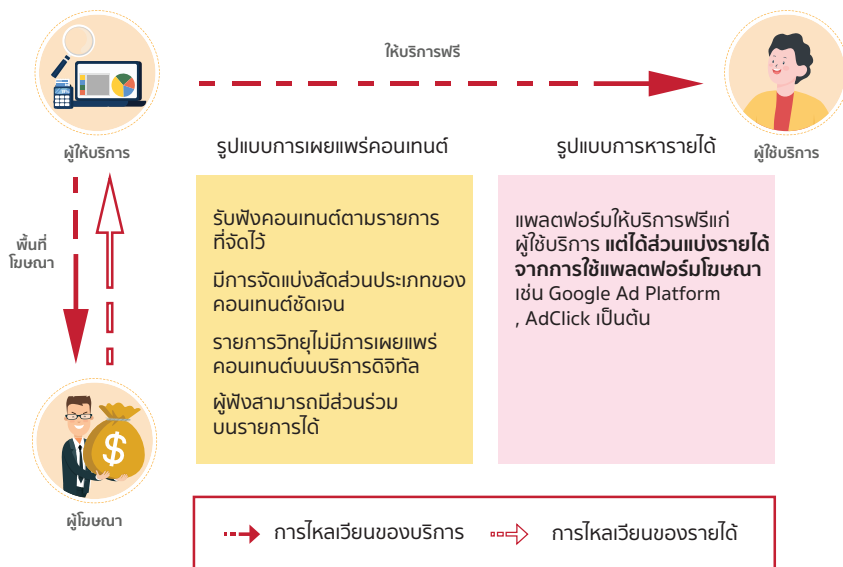 ให้บริการฟรี
ผู้ให้บริการ
ผู้ใช้บริการ
รูปแบบการเผยแพร่คอนเทนต์
รูปแบบการหารายได้
พื้นที่
โฆษณา
รับฟังคอนเทนต์ตามรายการ
ที่จัดไว้
มีการจัดแบ่งสัดส่วนประเภทของ
คอนเทนต์ชัดเจน
รายการวิทยุไม่มีการเผยแพร่
คอนเทนต์บนบริการดิจิทัล
ผู้ฟังสามารถมีส่วนร่วม
บนรายการได้
แพลตฟอร์มให้บริการฟรีแก่
ผู้ใช้บริการ แต่ได้ส่วนแบ่งรายได้
จากการใช้แพลตฟอร์มโฆษณา
เช่น Google Ad Platform
, AdClick เป็นต้น
$
ผู้โฆษณา
การไหลเวียนของบริการ
การไหลเวียนของรายได้